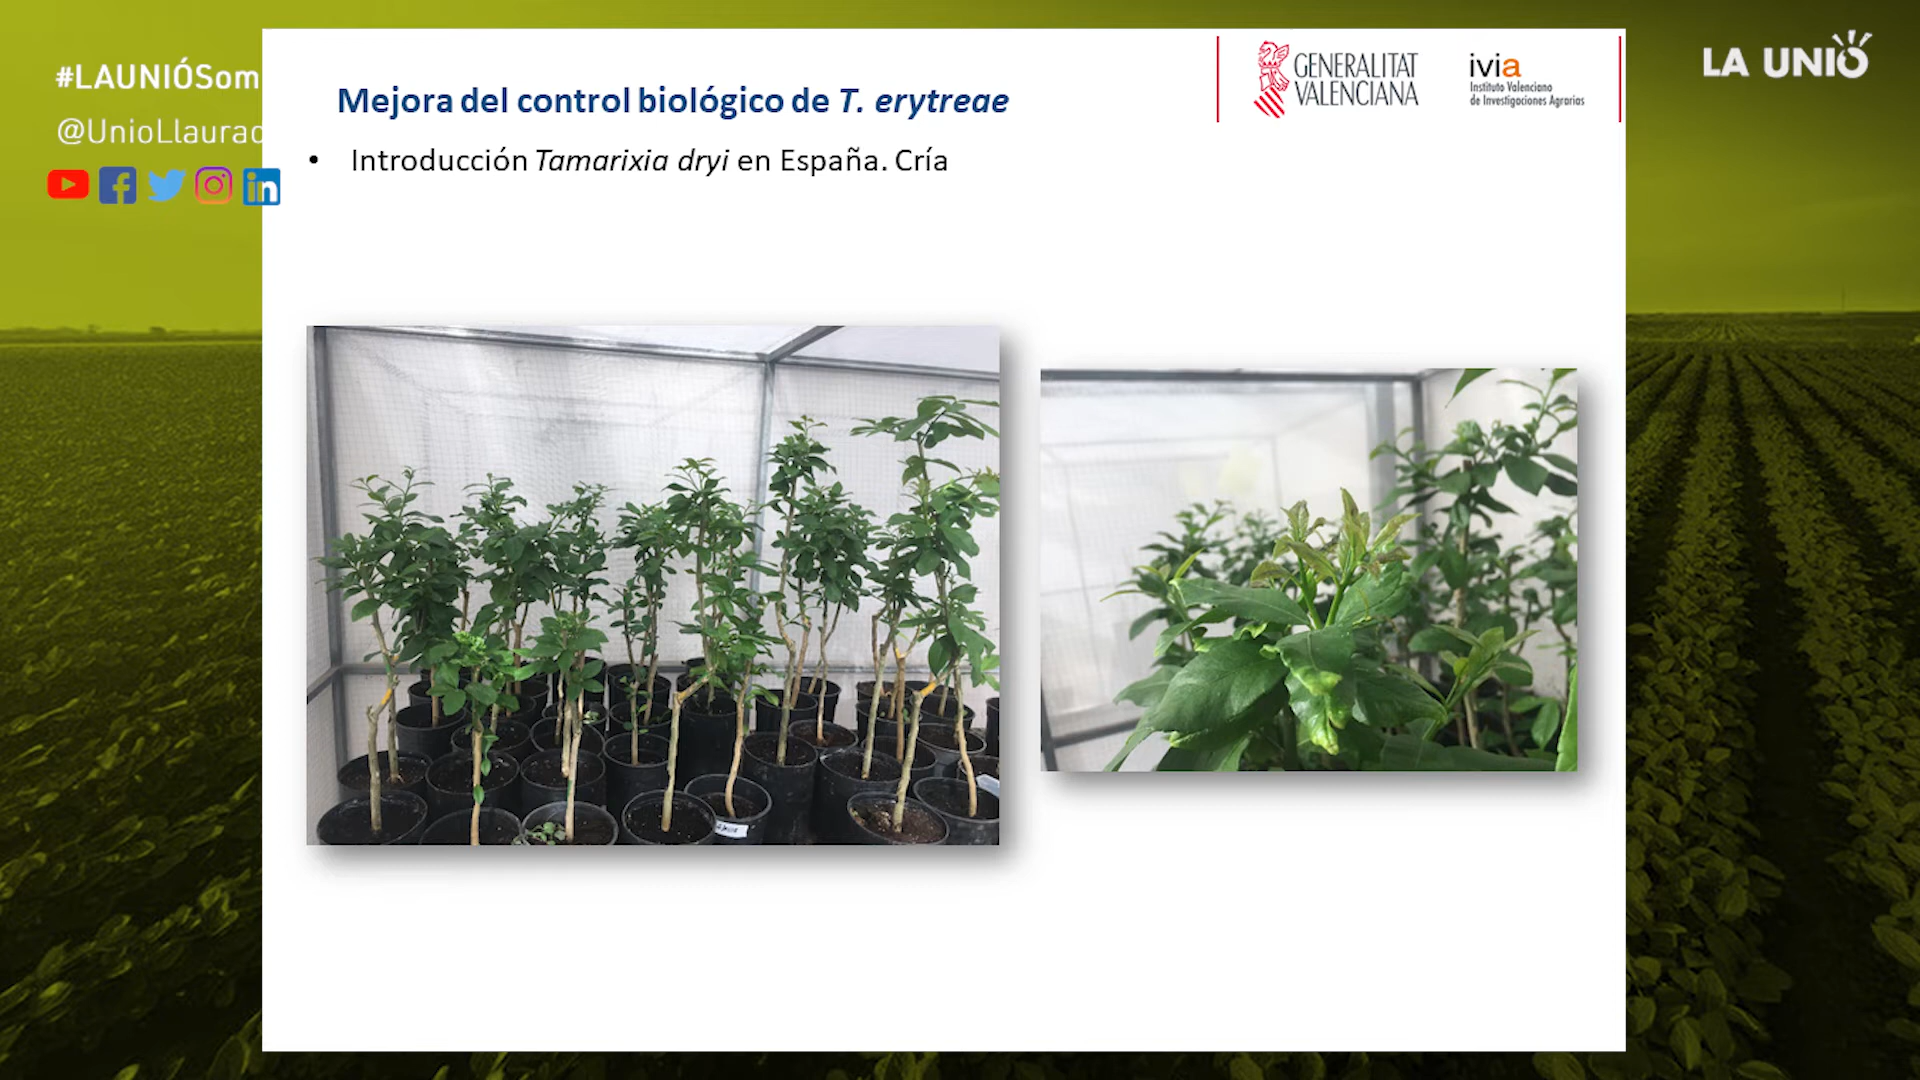 #LAUNIÓSom
@UnioLlaurad
Mejora del control biológico de T. erytreae
• Introducción Tamarixia dryi en España. Cría
GENERALITAT
VALENCIANA
ivia
Instituto Valenciano
de Investigaciones Agrarias
LA UNIÓ